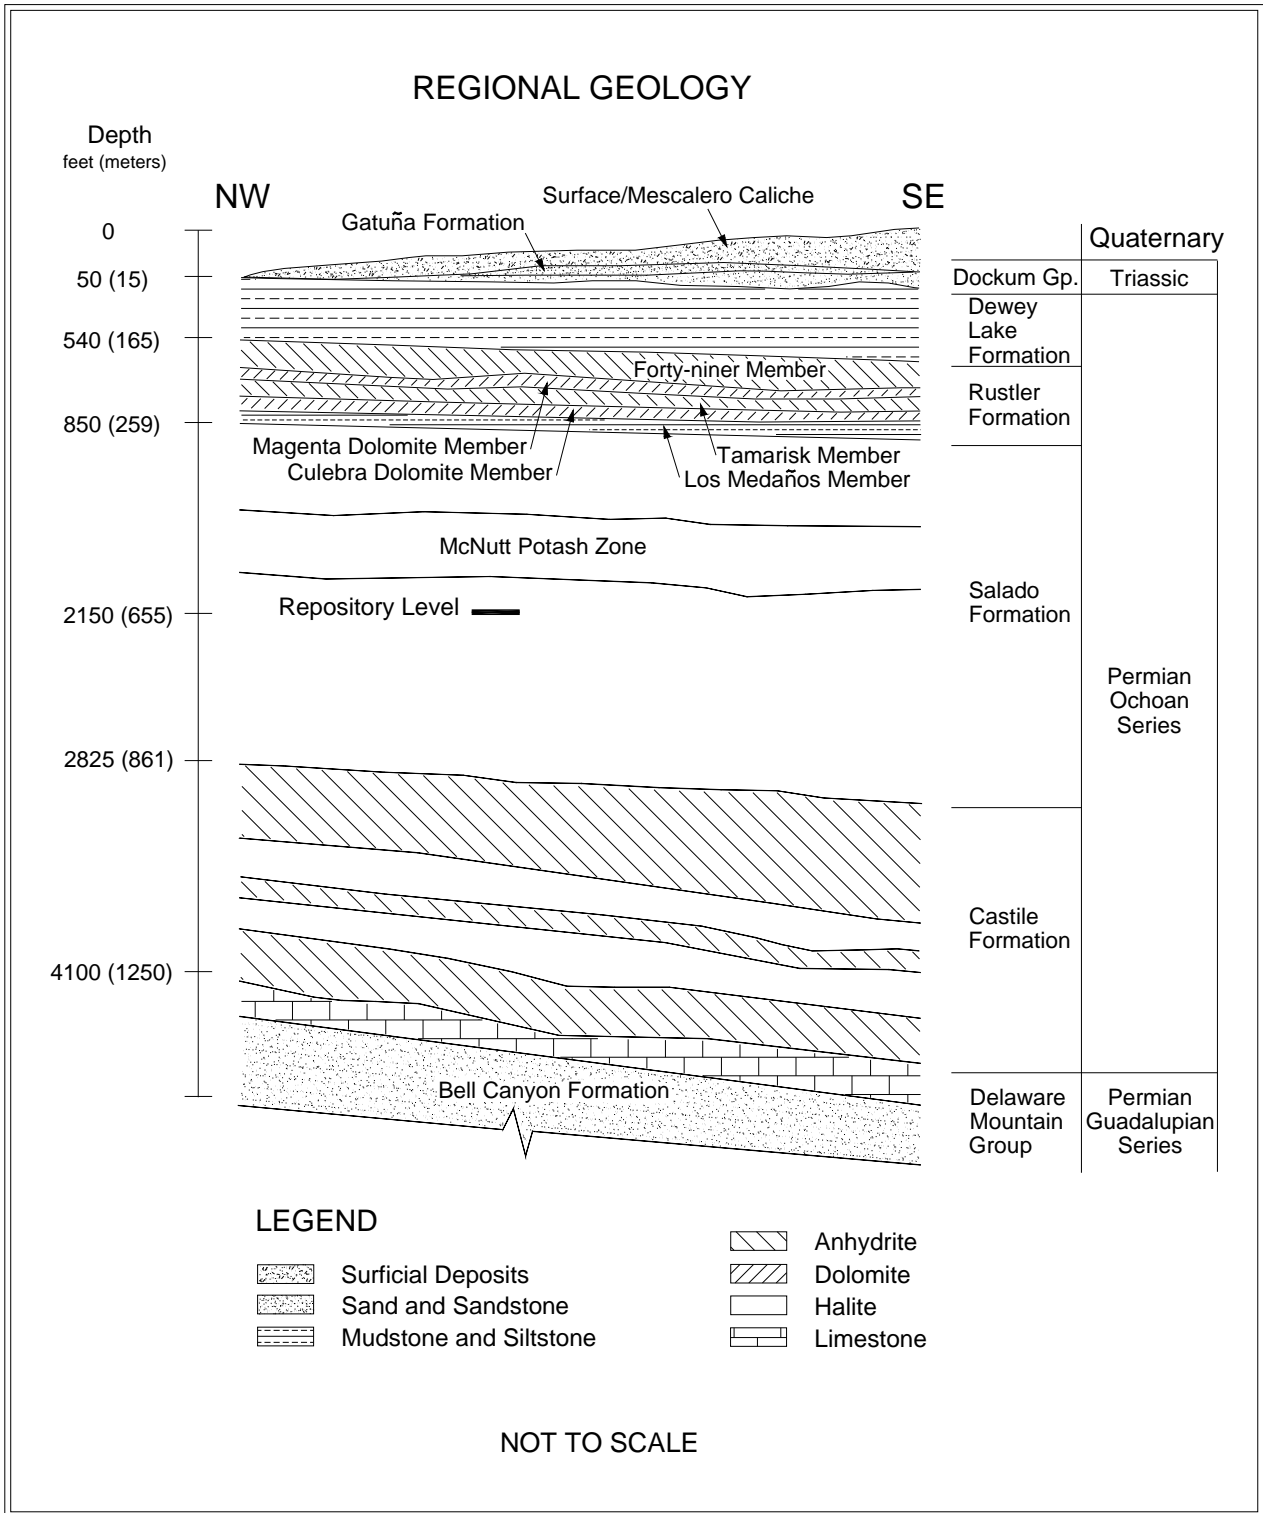 REGIONAL GEOLOGY
Depth
feet (meters)
NW
SE
Surface/Mescalero Caliche
Gatuña Formation
0
50 (15)
540 (165)
850 (259)
2150 (655)
2825 (861)
4100 (1250)
Forty-niner Member
Magenta Dolomite Member
Culebra Dolomite Member
Tamarisk Member
Los Medaños Member
McNutt Potash Zone
Repository Level
Bell Canyon Formation
Quaternary
Dockum Gp.
Triassic
Dewey
Lake
Formation
Rustler
Formation
Salado
Formation
Permian
Ochoan
Series
Castile
Formation
Delaware
Mountain
Group
Permian
Guadalupian
Series
LEGEND
Surficial Deposits
Sand and Sandstone
Mudstone and Siltstone
Anhydrite
Dolomite
Halite
Limestone
NOT TO SCALE